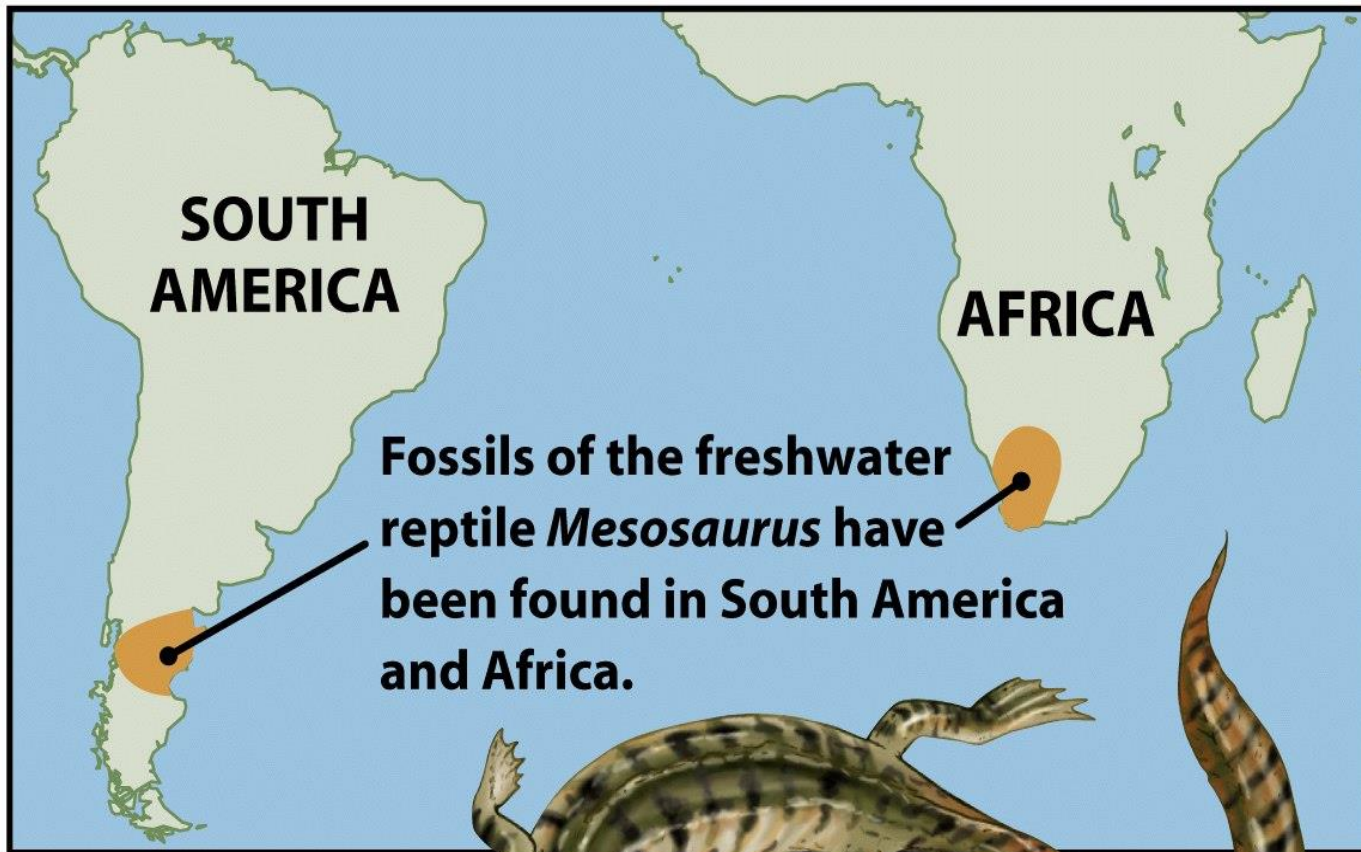 SOUTH
AMERICA
AFRICA
Fossils of the freshwater
reptile Mesosaurus have
been found in South America
and Africa.